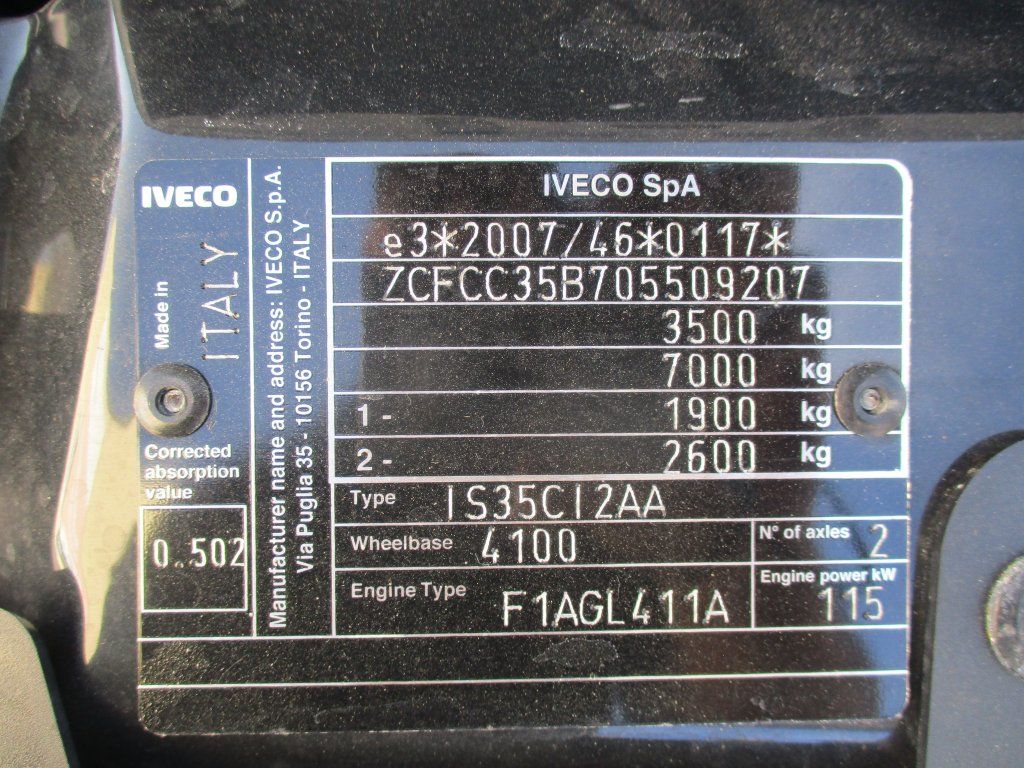 IVECO
Made in
ITALY
Corrected
absorption
value
0.502
Manufacturer name and address: IVECO S.p.A.
Via Puglia 35 - 10156 Torino - ITALY
IVECO SpA
e3*2007/46*0117*
ZCFCC35B705509207
3500 kg
7000 kg
1 - 1900 kg
2 - 2600 kg
Type IS35CI2AA
Wheelbase 4100
N° of axles 2
Engine Type F1AGL411A
Engine power kW
115